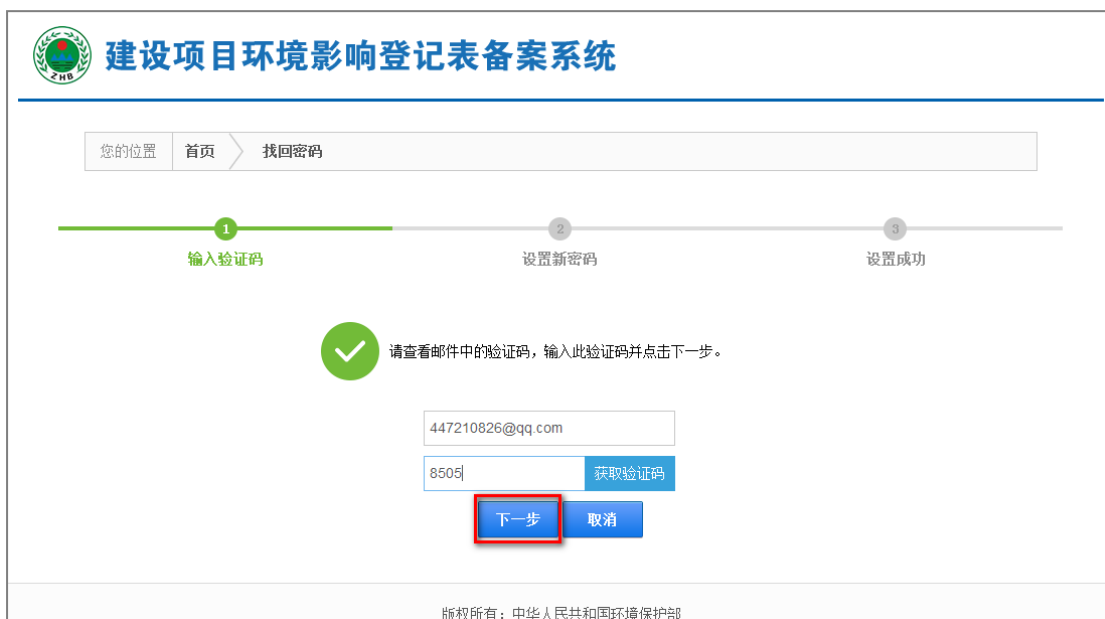 ZHB
建设项目环境影响登记表备案系统
您的位置 首页 找回密码
1 2 3
输入验证码 设置新密码 设置成功
请查看邮件中的验证码，输入此验证码并点击下一步。
447210826@qq.com
8505 获取验证码
下一步 取消
版权所有：中华人民共和国环境保护部